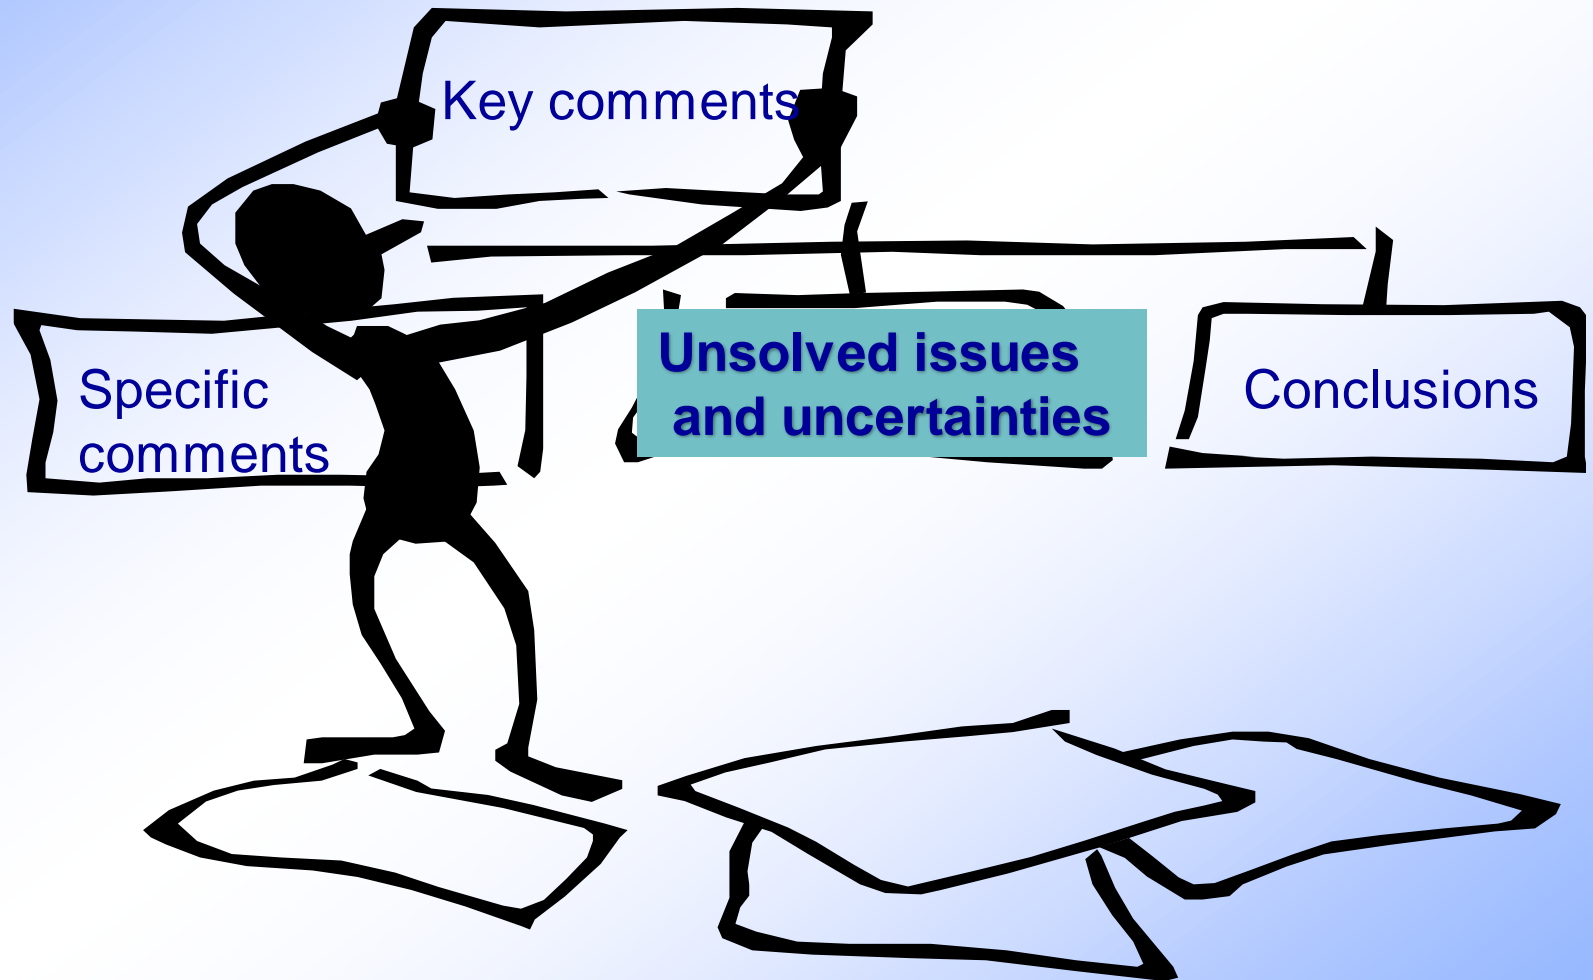 Key comments
Specific
comments
Unsolved issues
and uncertainties
Conclusions